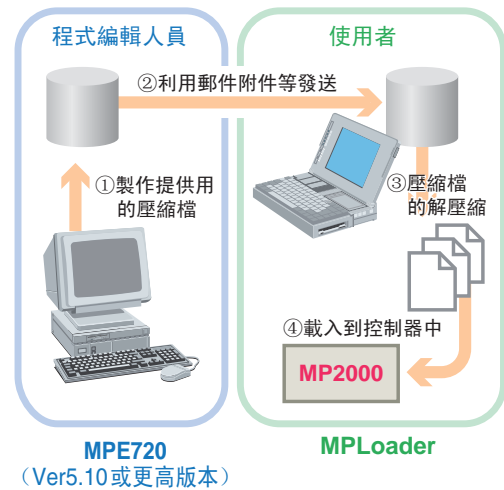 程式編輯人員
使用者
②利用郵件附件等發送
①製作提供用
的壓縮檔
③壓縮檔
的解壓縮
④載入到控制器中
MP2000
MPE720
（Ver5.10或更高版本）
MPLoader